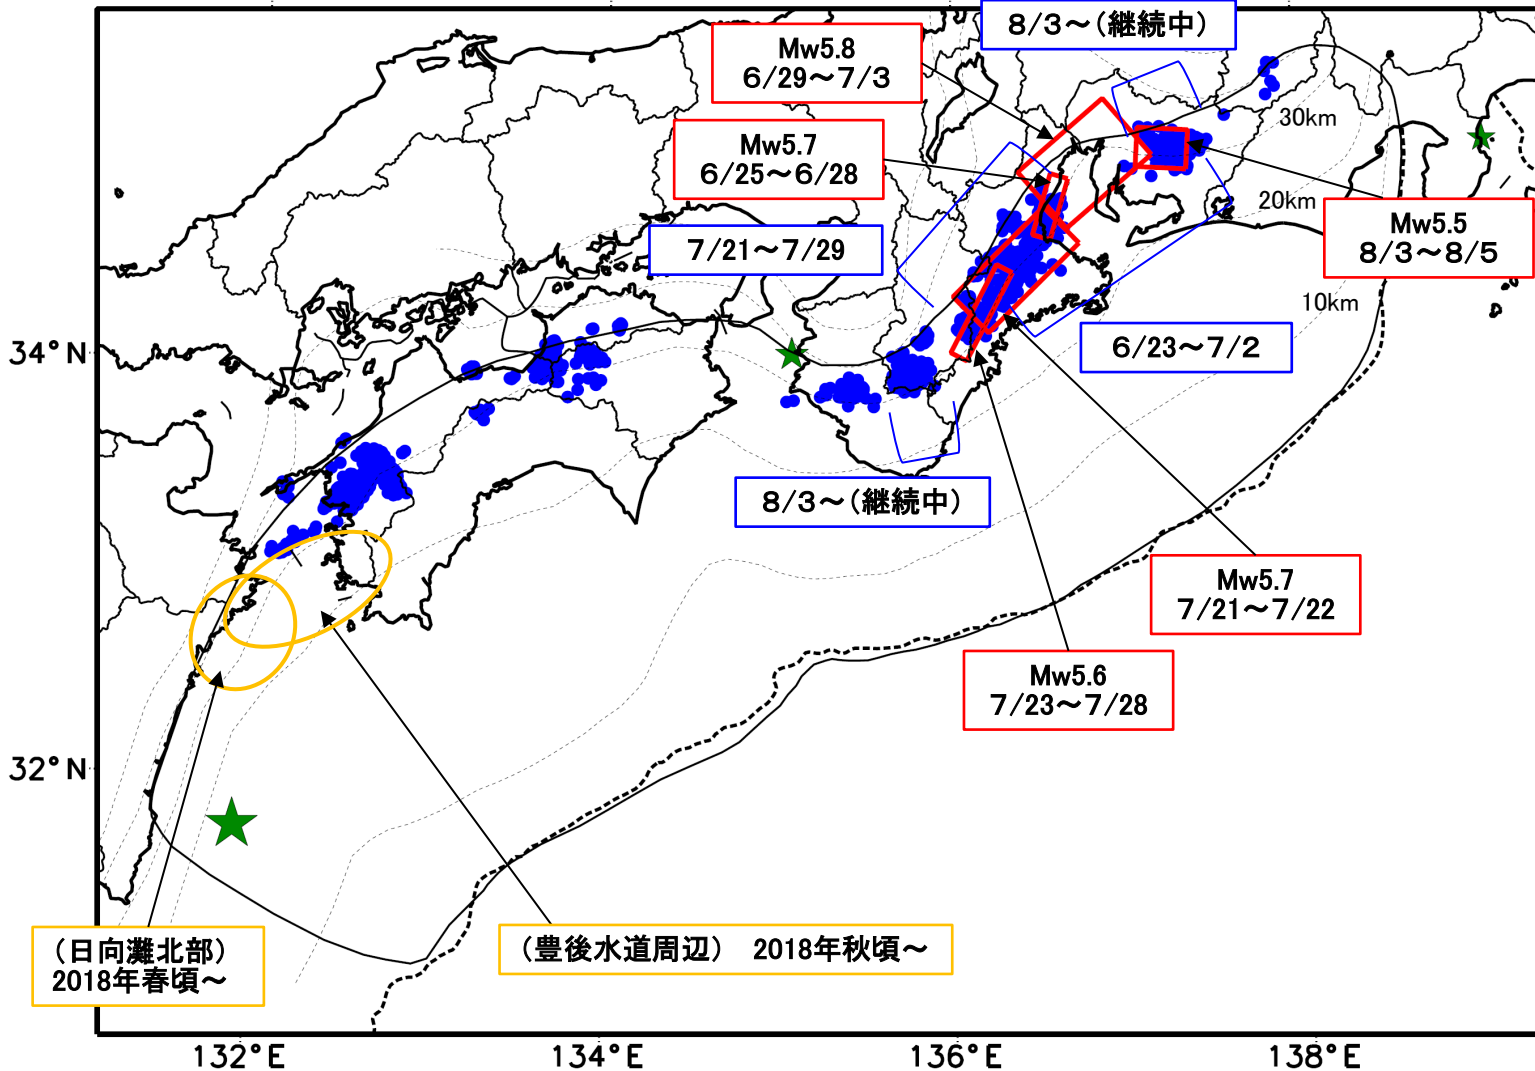 8/3～(継続中)
Mw5.8
6/29～7/3
Mw5.7
6/25～6/28
30km
20km
Mw5.5
8/3～8/5
7/21～7/29
10km
34°N
6/23～7/2
8/3～(継続中)
Mw5.7
7/21～7/22
Mw5.6
7/23～7/28
32°N
(日向灘北部)
2018年春頃～
(豊後水道周辺) 2018年秋頃～
132°E
134°E
136°E
138°E